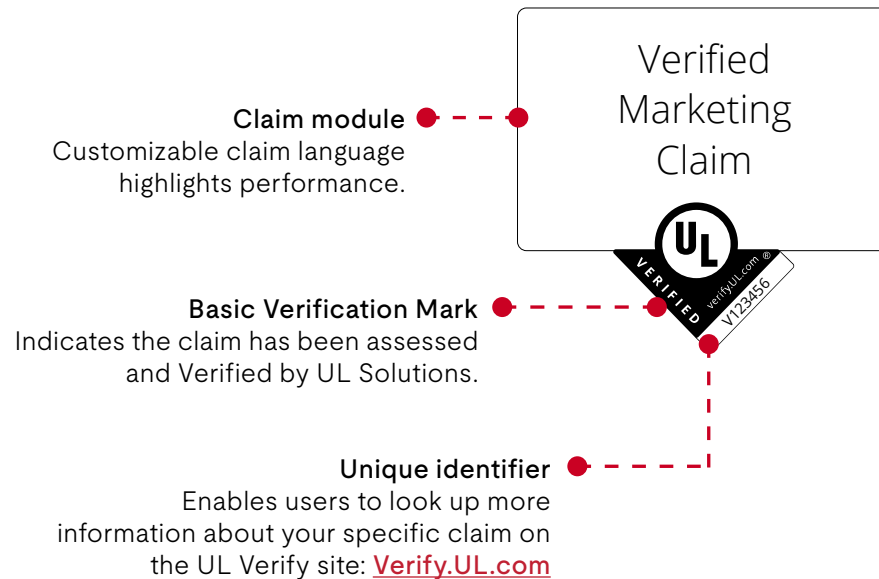 Verified
Marketing
Claim
Claim module
Customizable claim language
highlights performance.
UL
VERIFIED
verifyUL.com ®
V123456
Basic Verification Mark
Indicates the claim has been assessed
and Verified by UL Solutions.
Unique identifier
Enables users to look up more
information about your specific claim on
the UL Verify site: Verify.UL.com